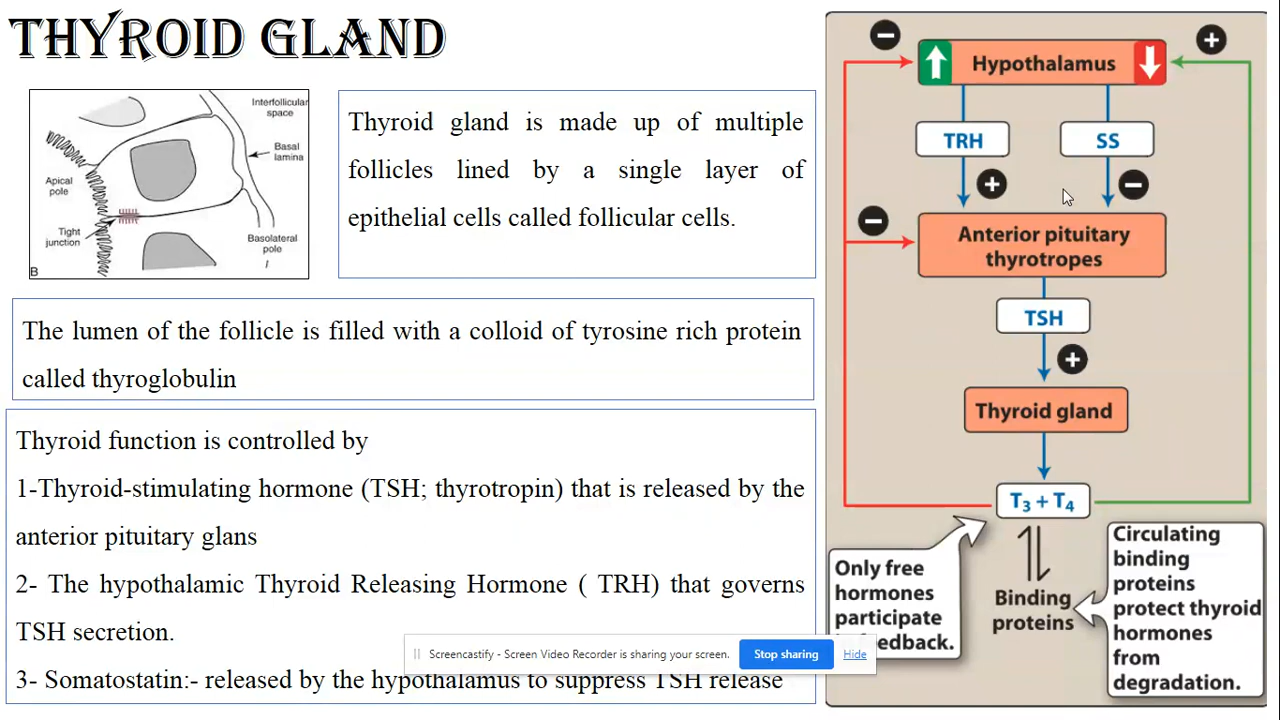 THYROID GLAND
Interfollicular
space
Basal
lamina
Apical
pole
Tight
junction
Basolateral
pole
B
Thyroid gland is made up of multiple
follicles lined by a single layer of
epithelial cells called follicular cells.
The lumen of the follicle is filled with a colloid of tyrosine rich protein
called thyroglobulin
Thyroid function is controlled by
1-Thyroid-stimulating hormone (TSH; thyrotropin) that is released by the
anterior pituitary glans
2- The hypothalamic Thyroid Releasing Hormone ( TRH) that governs
TSH secretion.
3- Somatostatin:- released by the hypothalamus to suppress TSH release
Screencastify - Screen Video Recorder is sharing your screen.
Stop sharing
Hide
Hypothalamus
TRH
SS
Anterior pituitary
thyrotropes
TSH
Thyroid gland
T₃ + T₄
Only free
hormones
participate
feedback.
Binding
proteins
Circulating
binding
proteins
protect thyroid
hormones
from
degradation.